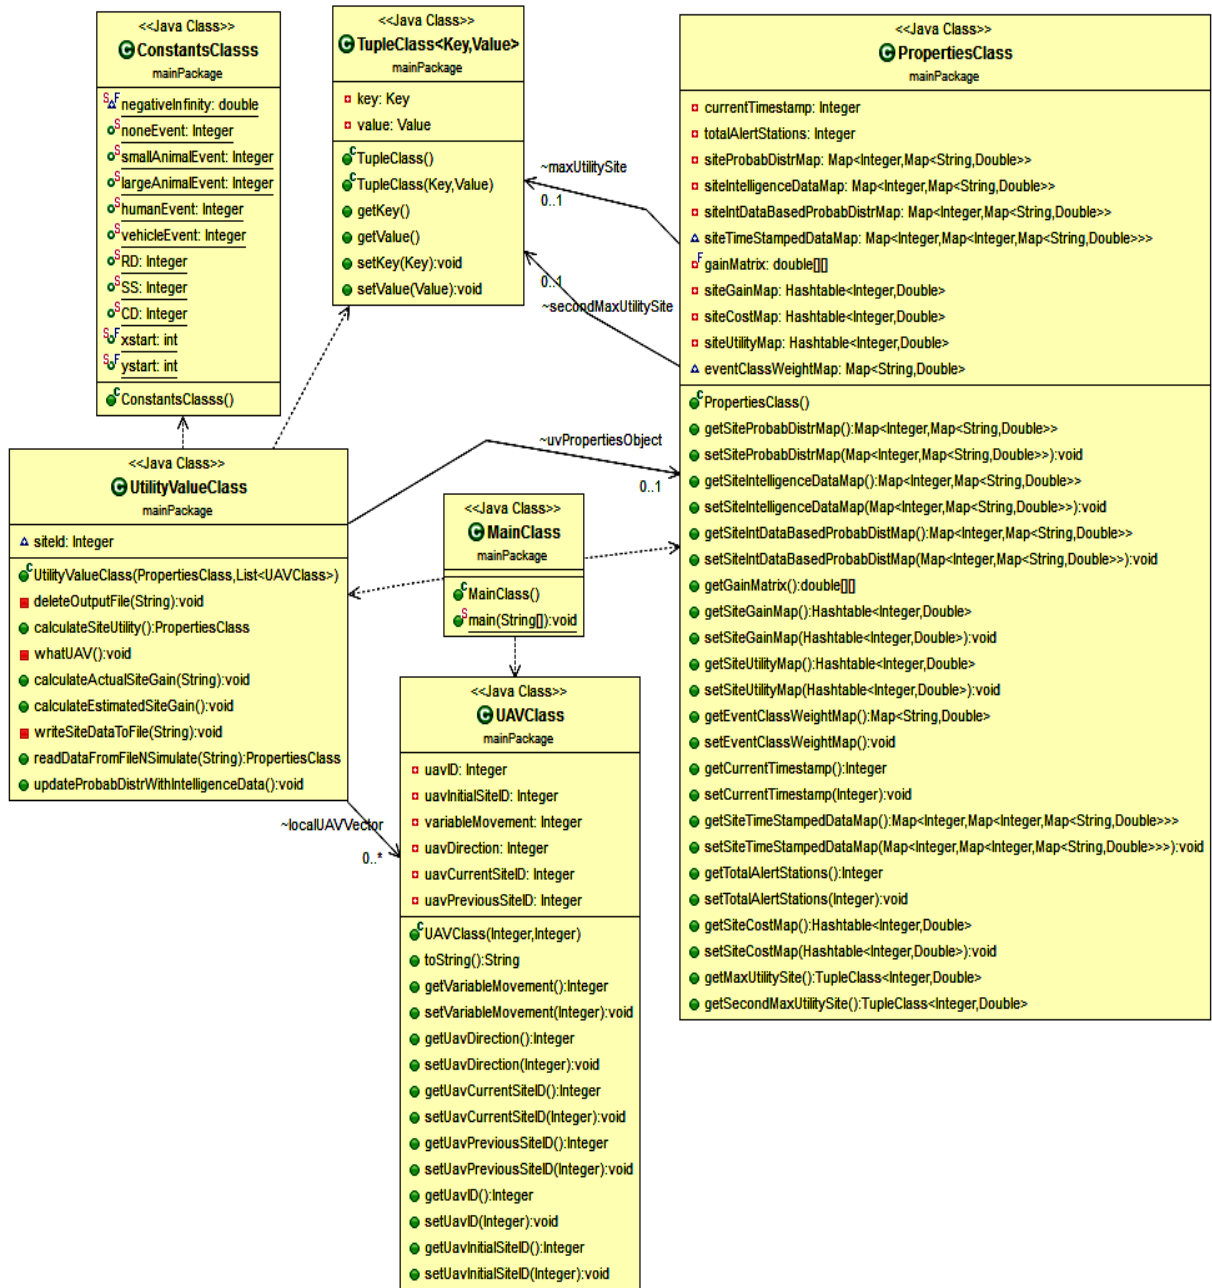 <<Java Class>>
ConstantsClasss
mainPackage
negativeInfinity: double
noneEvent: Integer
smallAnimalEvent: Integer
largeAnimalEvent: Integer
humanEvent: Integer
vehicleEvent: Integer
RD: Integer
SS: Integer
CD: Integer
xstart: int
ystart: int
ConstantsClasss()
<<Java Class>>
TupleClass<Key,Value>
mainPackage
key: Key
value: Value
TupleClass()
TupleClass(Key,Value)
getKey()
getValue()
setKey(Key):void
setValue(Value):void
~maxUtilitySite
0..1
0..1
~secondMaxUtilitySite
<<Java Class>>
PropertiesClass
mainPackage
currentTimestamp: Integer
totalAlertStations: Integer
siteProbabDistrMap: Map<Integer,Map<String,Double>>
siteIntelligenceDataMap: Map<Integer,Map<String,Double>>
siteIntDataBasedProbabDistrMap: Map<Integer,Map<String,Double>>
siteTimeStampedDataMap: Map<Integer,Map<Integer,Map<String,Double>>>
gainMatrix: double[][]
siteGainMap: Hashtable<Integer,Double>
siteCostMap: Hashtable<Integer,Double>
siteUtilityMap: Hashtable<Integer,Double>
eventClassWeightMap: Map<String,Double>
PropertiesClass()
getSiteProbabDistrMap():Map<Integer,Map<String,Double>>
setSiteProbabDistrMap(Map<Integer,Map<String,Double>>):void
getSiteIntelligenceDataMap():Map<Integer,Map<String,Double>>
setSiteIntelligenceDataMap(Map<Integer,Map<String,Double>>):void
getSiteIntDataBasedProbabDistMap():Map<Integer,Map<String,Double>>
setSiteIntDataBasedProbabDistMap(Map<Integer,Map<String,Double>>):void
getGainMatrix():double[][]
getSiteGainMap():Hashtable<Integer,Double>
setSiteGainMap(Hashtable<Integer,Double>):void
getSiteUtilityMap():Hashtable<Integer,Double>
setSiteUtilityMap(Hashtable<Integer,Double>):void
getEventClassWeightMap():Map<String,Double>
setEventClassWeightMap():void
getCurrentTimestamp():Integer
setCurrentTimestamp(Integer):void
getSiteTimeStampedDataMap():Map<Integer,Map<Integer,Map<String,Double>>>
setSiteTimeStampedDataMap(Map<Integer,Map<Integer,Map<String,Double>>>):void
getTotalAlertStations():Integer
setTotalAlertStations(Integer):void
getSiteCostMap():Hashtable<Integer,Double>
setSiteCostMap(Hashtable<Integer,Double>):void
getMaxUtilitySite():TupleClass<Integer,Double>
getSecondMaxUtilitySite():TupleClass<Integer,Double>
<<Java Class>>
UtilityValueClass
mainPackage
siteId: Integer
UtilityValueClass(PropertiesClass,List<UAVClass>)
deleteOutputFile(String):void
calculateSiteUtility():PropertiesClass
whatUAV():void
calculateActualSiteGain(String):void
calculateEstimatedSiteGain():void
writeSiteDataToFile(String):void
readDataFromFileNSimulate(String):PropertiesClass
updateProbabDistrWithIntelligenceData():void
~uvPropertiesObject
0..1
<<Java Class>>
MainClass
mainPackage
MainClass()
main(String[]):void
~localUAVVector
0..*
<<Java Class>>
UAVClass
mainPackage
uavID: Integer
uavInitialSiteID: Integer
variableMovement: Integer
uavDirection: Integer
uavCurrentSiteID: Integer
uavPreviousSiteID: Integer
UAVClass(Integer,Integer)
toString():String
getVariableMovement():Integer
setVariableMovement(Integer):void
getUavDirection():Integer
setUavDirection(Integer):void
getUavCurrentSiteID():Integer
setUavCurrentSiteID(Integer):void
getUavPreviousSiteID():Integer
setUavPreviousSiteID(Integer):void
getUavID():Integer
setUavID(Integer):void
getUavInitialSiteID():Integer
setUavInitialSiteID(Integer):void